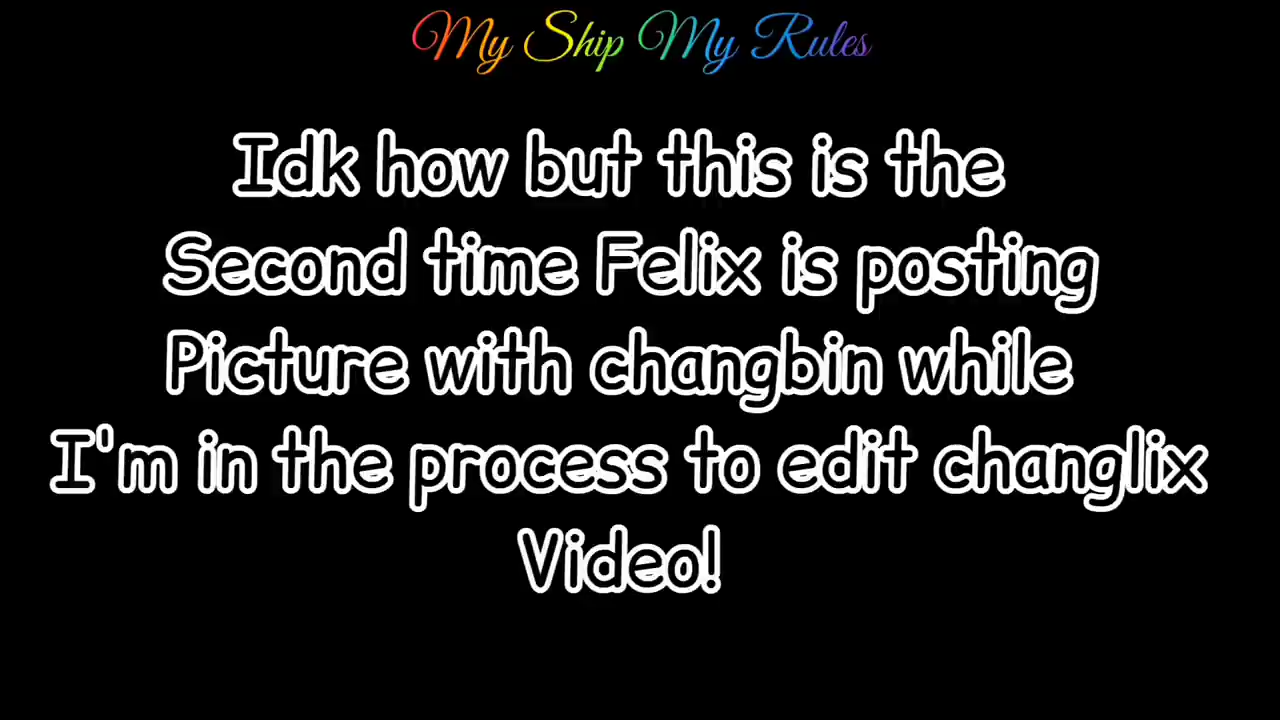 My Ship My Rules
Idk how but this is the
Second time Felix is posting
Picture with changbin while
I'm in the process to edit changlix
Video!